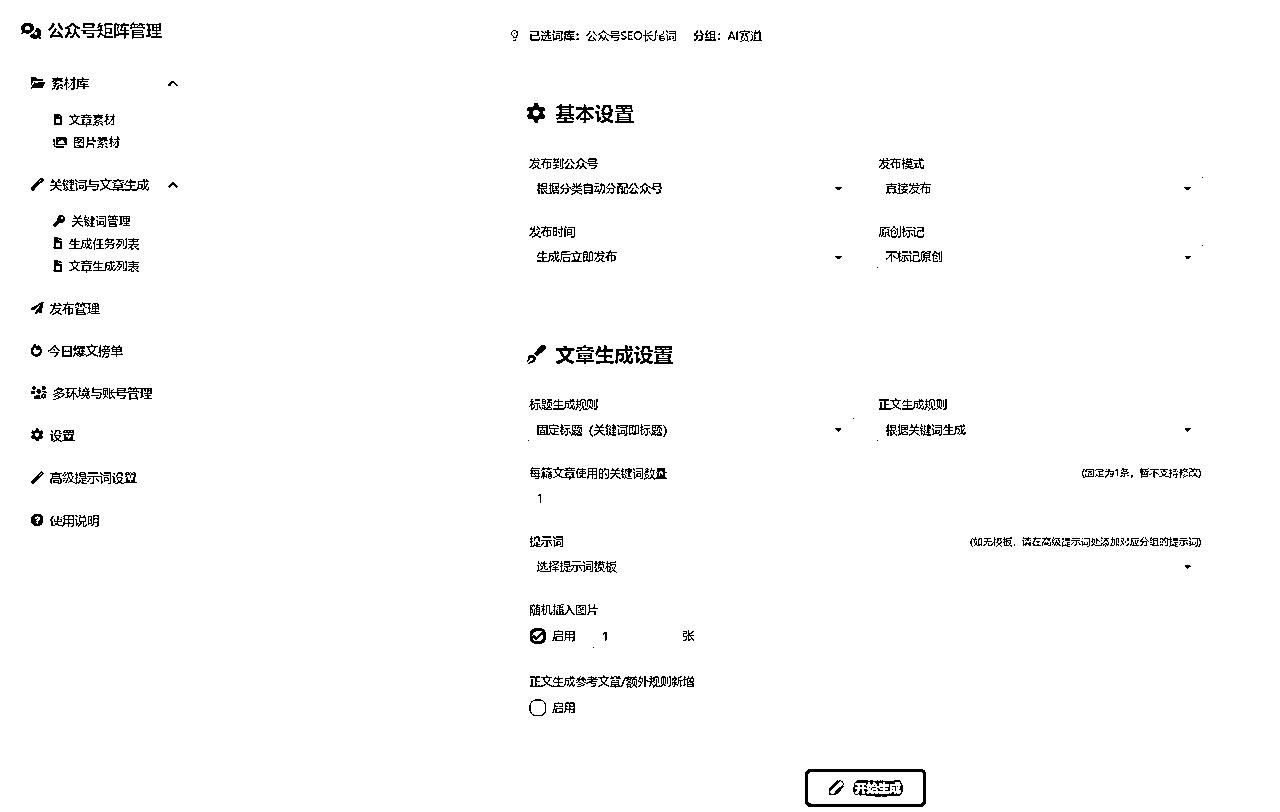 公众号矩阵管理
素材库
文章素材
图片素材
关键词与文章生成
关键词管理
生成任务列表
文章生成列表
发布管理
今日爆文榜单
多环境与账号管理
设置
高级提示词设置
使用说明
已选词库：公众号SEO长尾词 分组：AI赛道
基本设置
发布到公众号
根据分类自动分配公众号
发布模式
直接发布
发布时间
生成后立即发布
原创标记
不标记原创
文章生成设置
标题生成规则
固定标题（关键词即标题）
正文生成规则
根据关键词生成
每篇文章使用的关键词数量 (固定为1条，暂不支持修改)
1
提示词 (如无模板，请在高级提示词处添加对应分组的提示词)
选择提示词模板
随机插入图片
启用 1 张
正文生成参考文章/额外规则新增
启用
开始生成